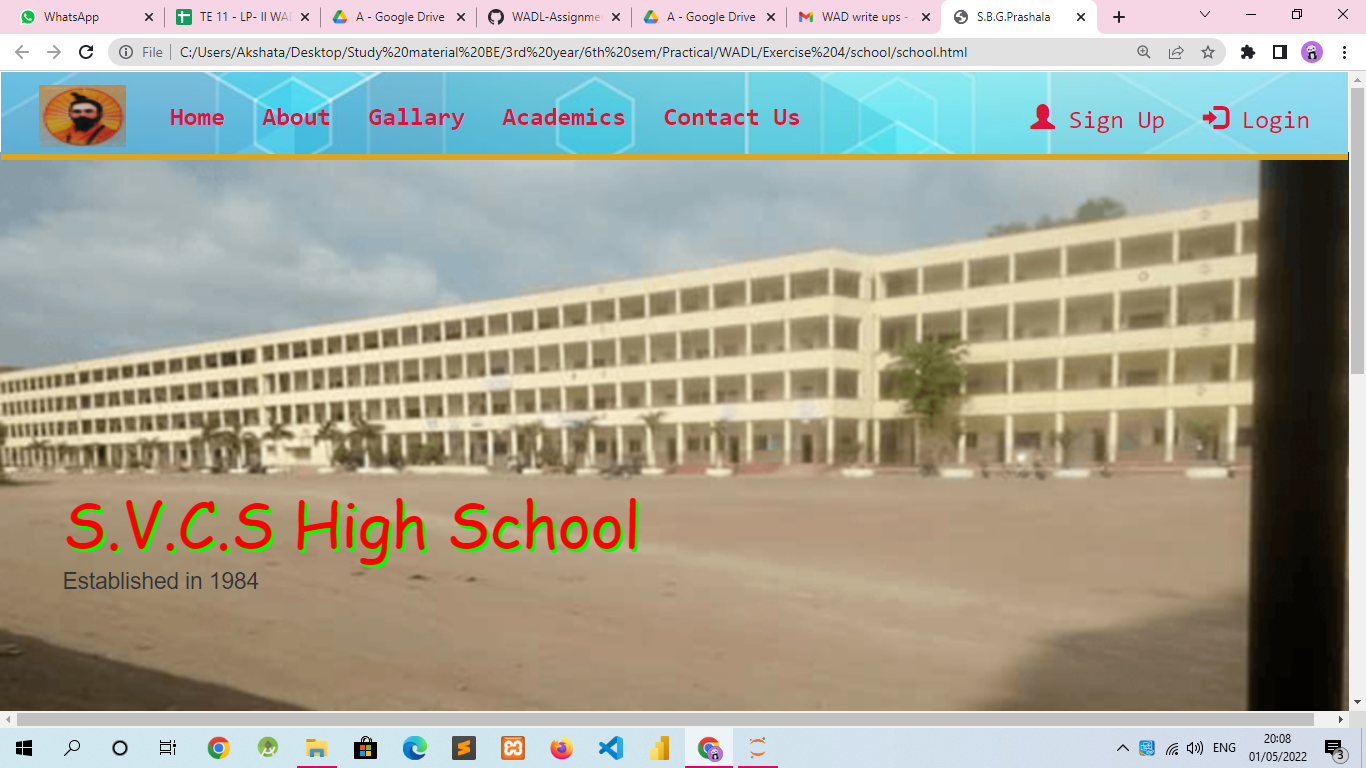 WhatsApp
TE 11 - LP- II WAD
A - Google Drive
WADL-Assignme
A - Google Drive
WAD write ups -
S.B.G.Prashala
File | C:/Users/Akshata/Desktop/Study%20material%20BE/3rd%20year/6th%20sem/Practical/WADL/Exercise%204/school/school.html
Home About Gallary Academics Contact Us Sign Up Login
S.V.C.S High School
Established in 1984
ENG
20:08
01/05/2022
3